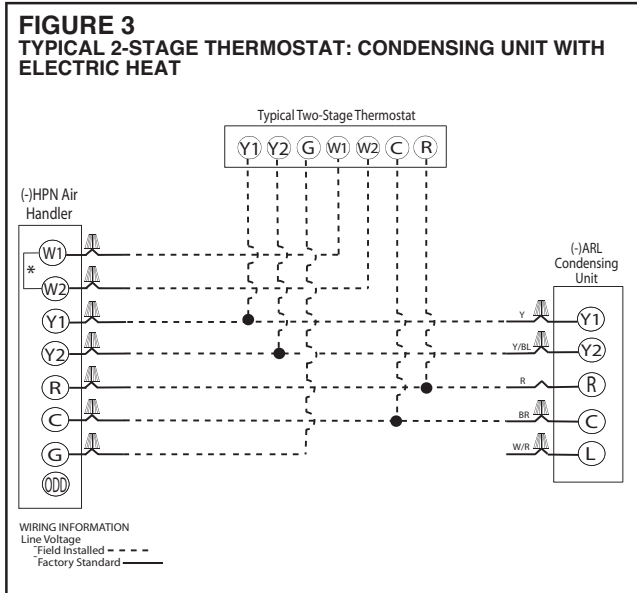 FIGURE 3
TYPICAL 2-STAGE THERMOSTAT: CONDENSING UNIT WITH
ELECTRIC HEAT
Typical Two-Stage Thermostat
Y1 Y2 G W1 W2 C R
(-)HPN Air
Handler
W1
*
W2
Y1
Y2
R
C
G
ODD
(-)ARL
Condensing
Unit
Y Y1
Y/BL Y2
R R
BR C
W/R L
WIRING INFORMATION
Line Voltage
-Field Installed
-Factory Standard